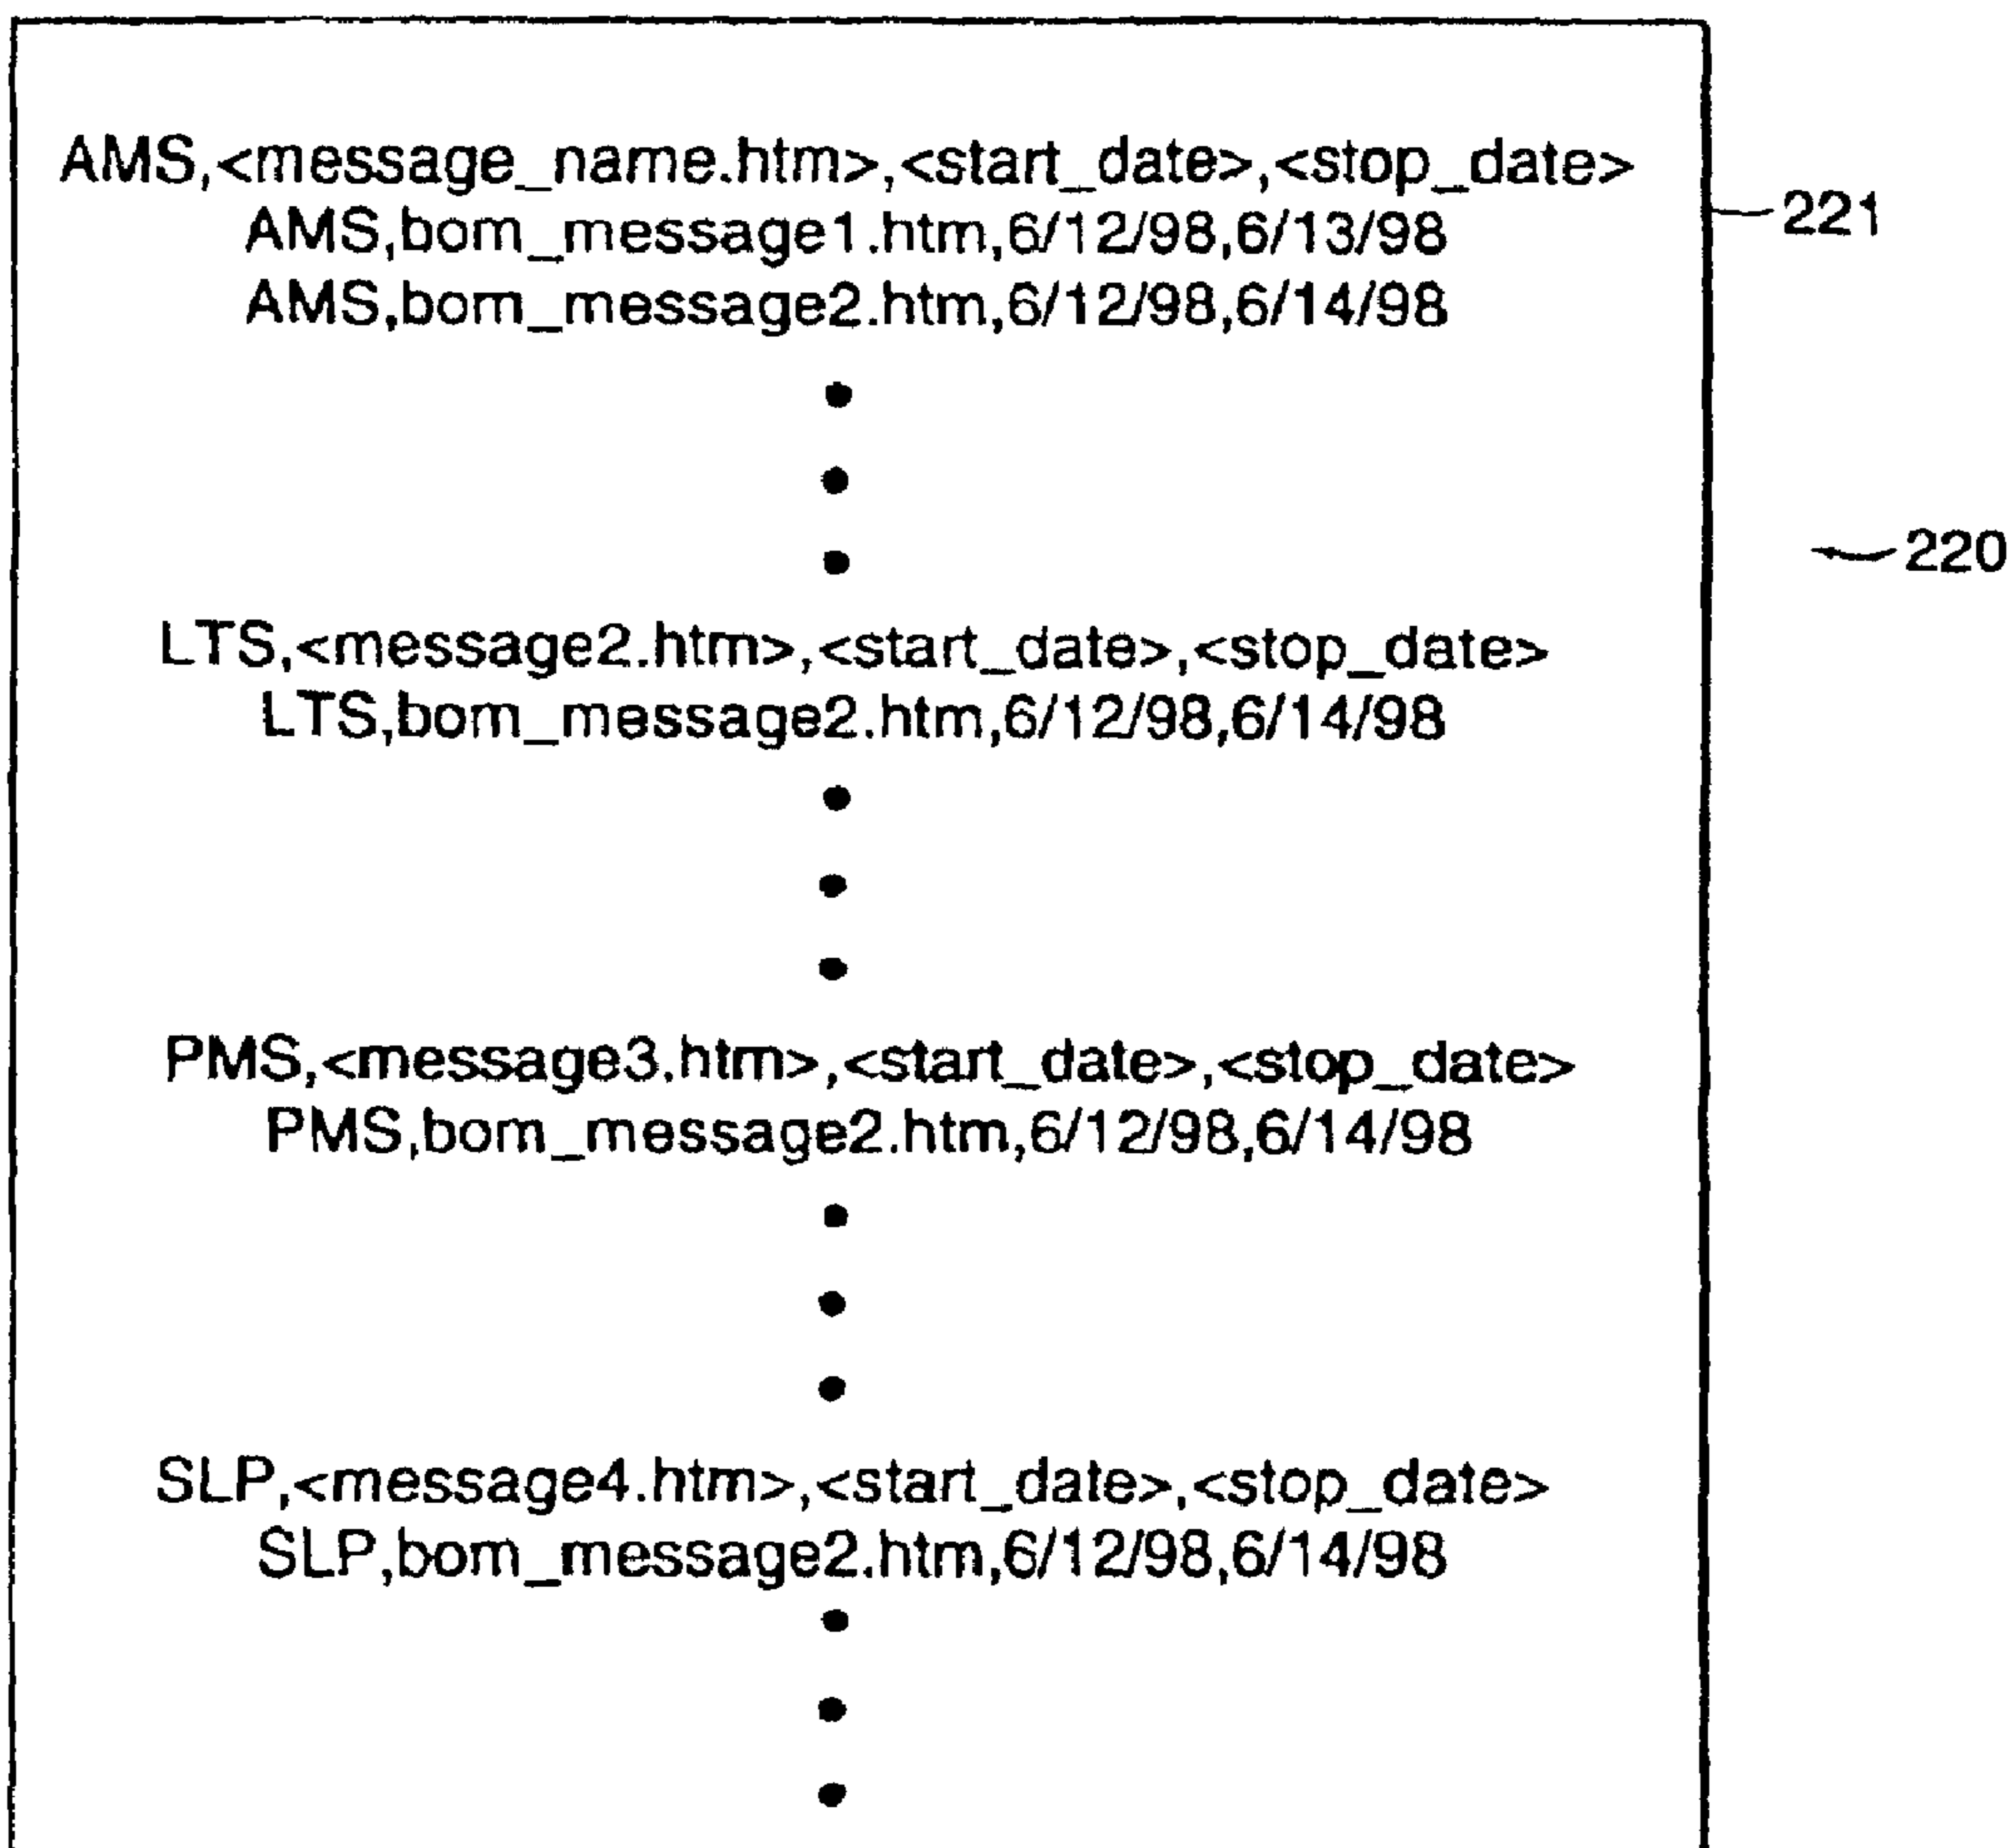 AMS,<message_name.htm>,<start_date>,<stop_date>
AMS,bom_message1.htm,6/12/98,6/13/98
221
AMS,bom_message2.htm,6/12/98,6/14/98
220
LTS,<message2.htm>,<start_date>,<stop_date>
LTS,bom_message2.htm,6/12/98,6/14/98
PMS,<message3.htm>,<start_date>,<stop_date>
PMS,bom_message2.htm,6/12/98,6/14/98
SLP,<message4.htm>,<start_date>,<stop_date>
SLP,bom_message2.htm,6/12/98,6/14/98